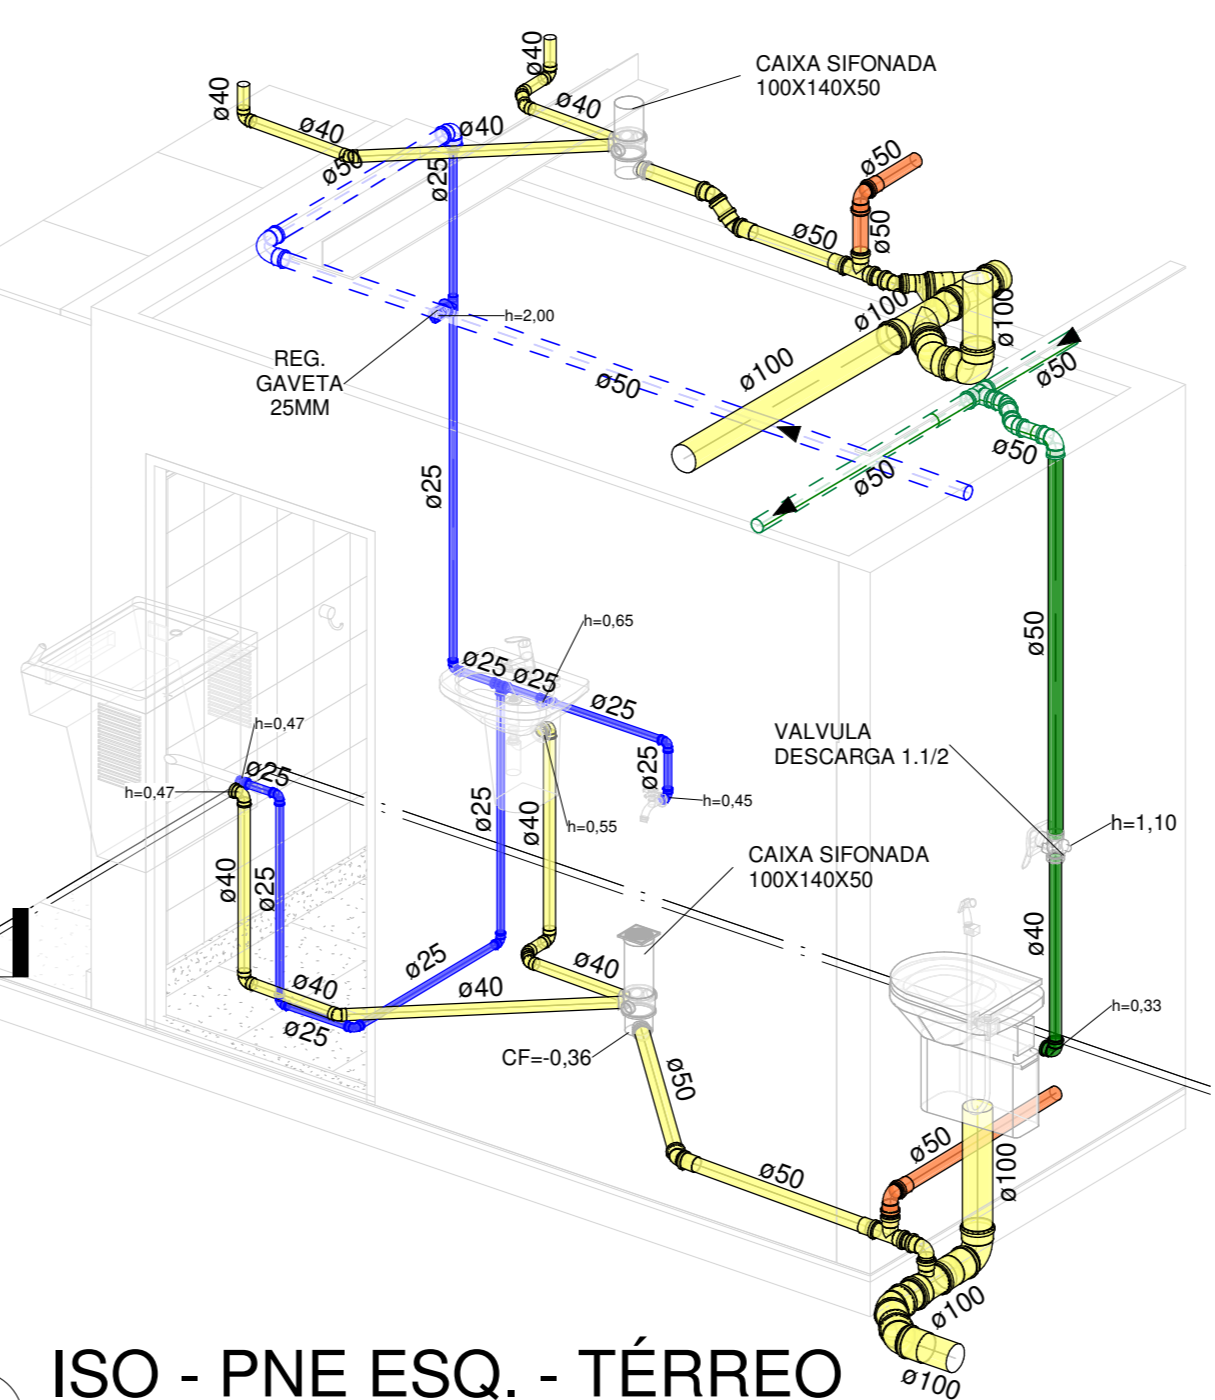 ø40
ø40
CAIXA SIFONADA
100X140X50
ø40
ø40
ø40
ø50
ø25
ø50
ø50
ø50
h=2,00
REG.
GAVETA
25MM
ø100
ø100
ø100
ø50
ø50
ø50
ø50
ø25
ø50
h=0,65
ø25
ø25
ø25
ø25
h=0,45
h=0,47
ø25
h=0,47
VALVULA
DESCARGA 1.1/2
h=1,10
ø25
ø40
h=0,55
CAIXA SIFONADA
100X140X50
ø40
ø25
ø40
ø25
ø40
ø40
ø40
ø25
h=0,33
CF=-0,36
ø50
ø50
ø50
ø100
ø100
ø100
ISO - PNE ESQ. - TÉRREO